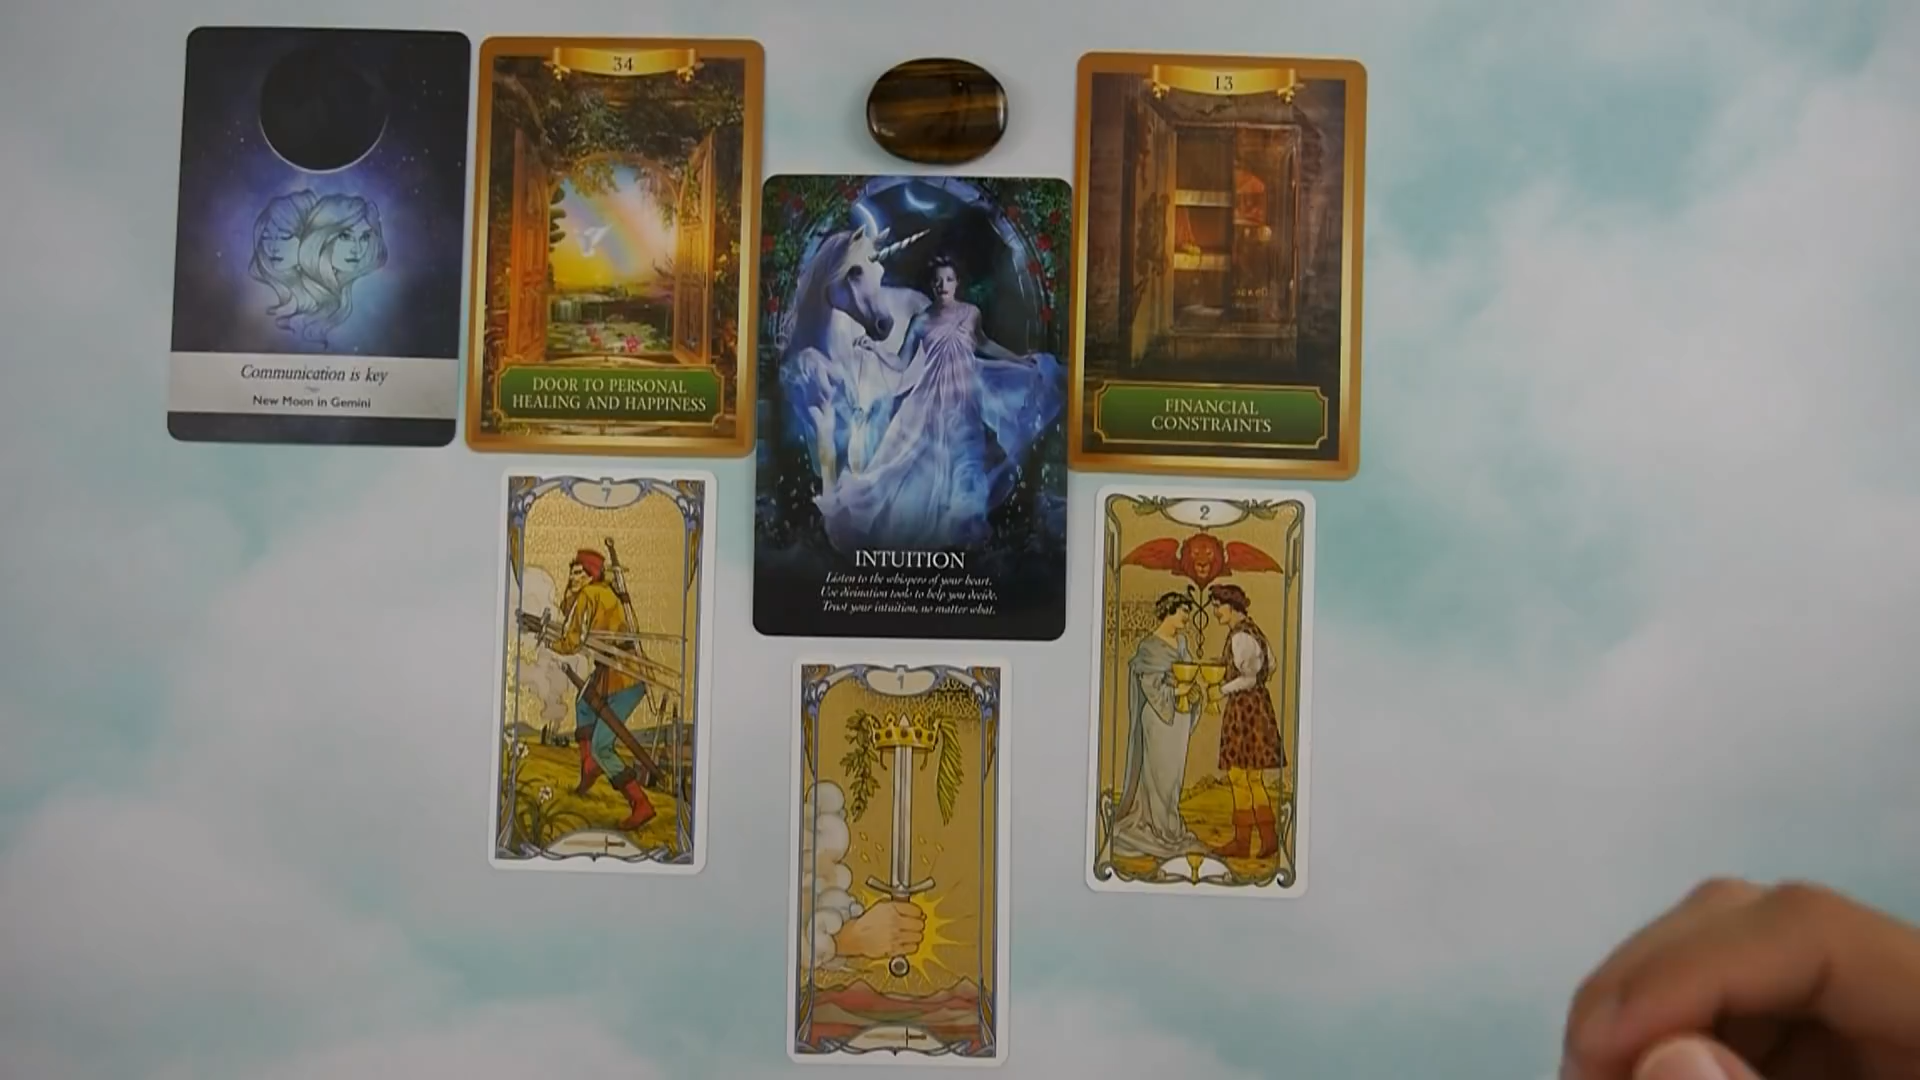 Communication is key
New Moon in Gemini
34
DOOR TO PERSONAL
HEALING AND HAPPINESS
INTUITION
Listen to the whispers of your heart.
Use divination tools to help you decide.
Trust your intuition, no matter what.
13
FINANCIAL
CONSTRAINTS
7
1
2